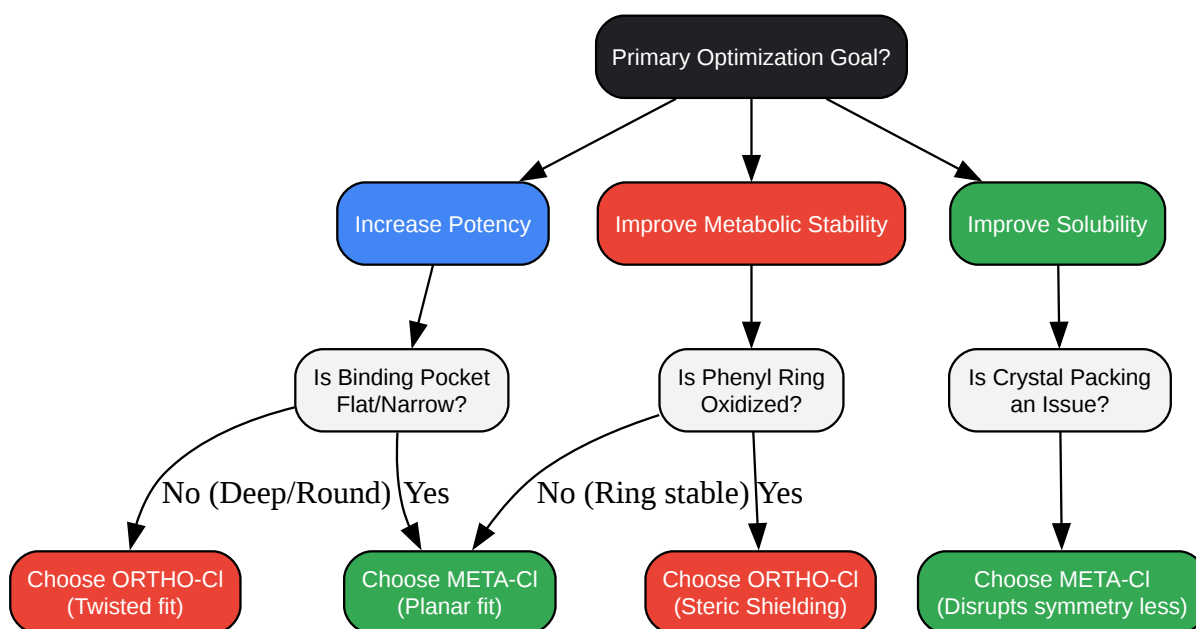 Primary Optimization Goal?
Increase Potency
Improve Metabolic Stability
Improve Solubility
Is Binding Pocket
Flat/Narrow?
Is Phenyl Ring
Oxidized?
Is Crystal Packing
an Issue?
No (Deep/Round)
Yes
No (Ring stable)
Yes
Choose ORTHO-Cl
(Twisted fit)
Choose META-Cl
(Planar fit)
Choose ORTHO-Cl
(Steric Shielding)
Choose META-Cl
(Disrupts symmetry less)